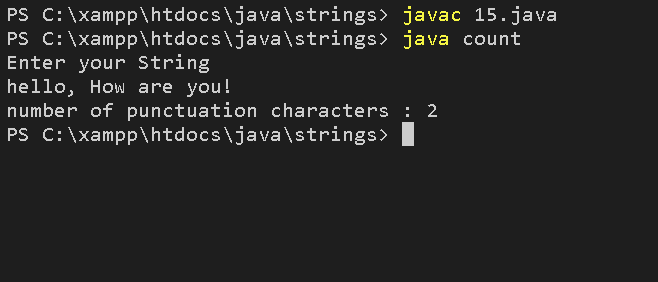 PS C:\xampp\htdocs\java\strings> javac 15.java
PS C:\xampp\htdocs\java\strings> java count
Enter your String
hello, How are you!
number of punctuation characters : 2
PS C:\xampp\htdocs\java\strings>